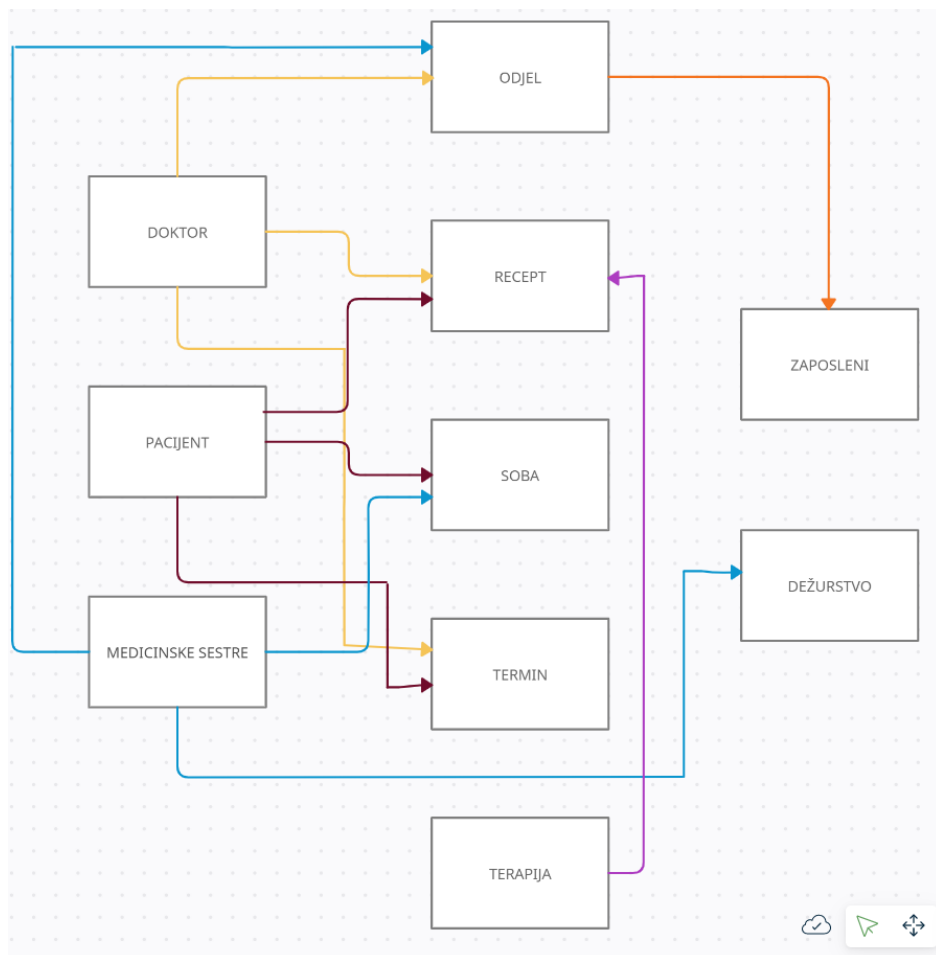 ODJEL
DOKTOR
RECEPT
ZAPOSLENI
PACIJENT
SOBA
DEŽURSTVO
MEDICINSKE SESTRE
TERMIN
TERAPIJA